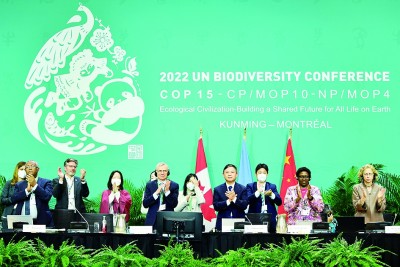 2022 UN BIODIVERSITY CONFERENCE
COP 15 - CP/MOP10-NP/MOP4
Ecological Civilization-Building a Shared Future for All Life on Earth
KUNMING – MONTRÉAL